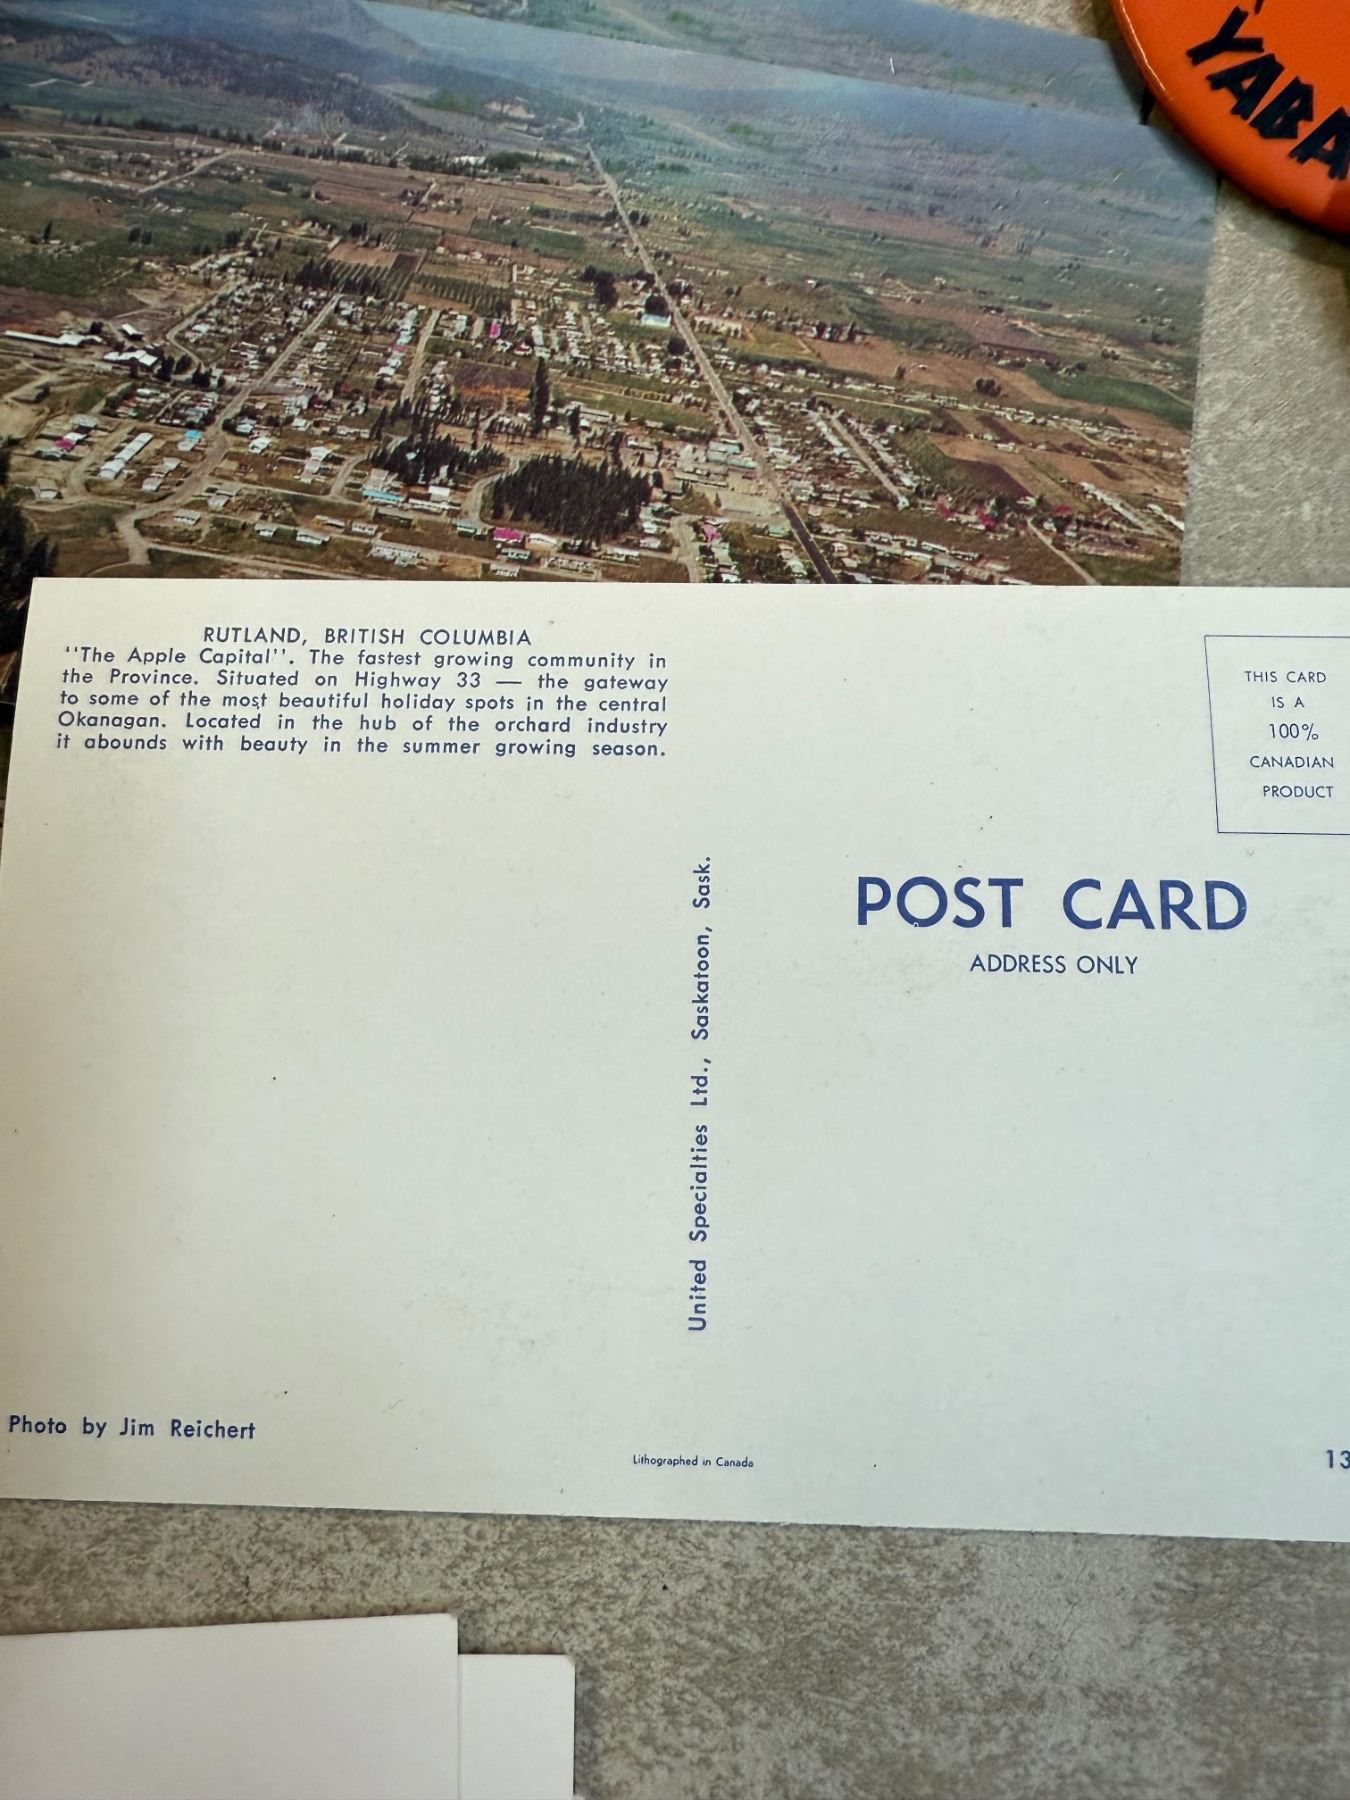 YABA
RUTLAND, BRITISH COLUMBIA
"The Apple Capital". The fastest growing community in
the Province. Situated on Highway 33 — the gateway
to some of the most beautiful holiday spots in the central
Okanagan. Located in the hub of the orchard industry
it abounds with beauty in the summer growing season.
THIS CARD
IS A
100%
CANADIAN
PRODUCT
POST CARD
ADDRESS ONLY
United Specialties Ltd., Saskatoon, Sask.
Photo by Jim Reichert
Lithographed in Canada
13